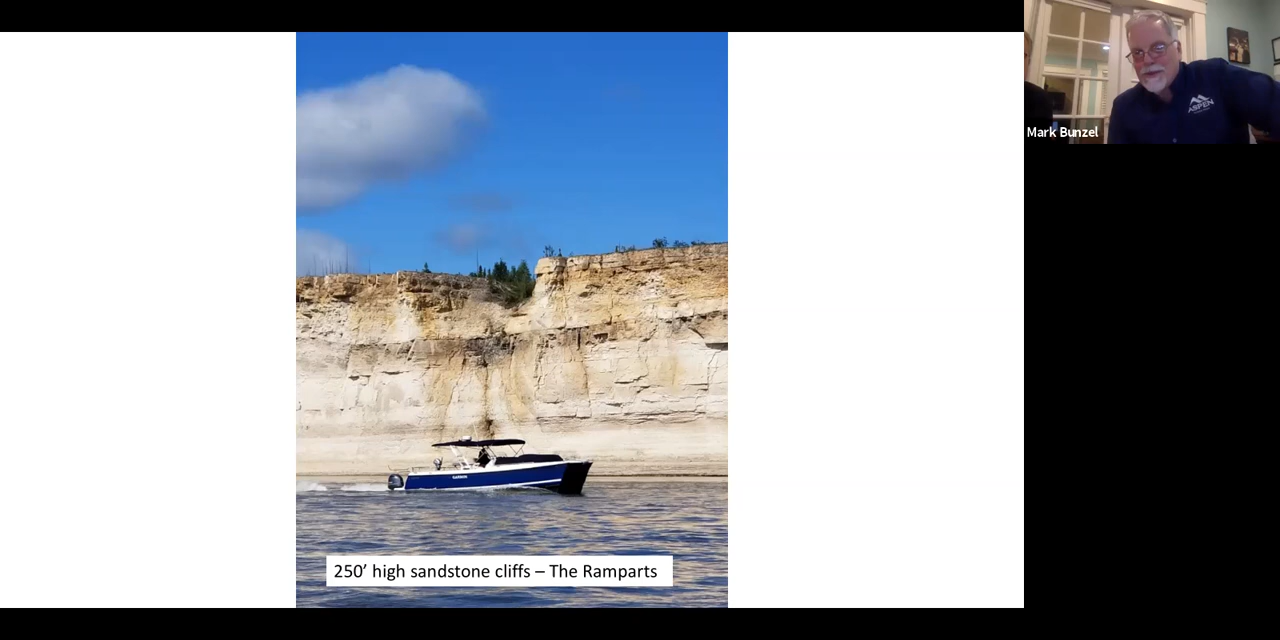 250’ high sandstone cliffs – The Ramparts
Mark Bunzel
ASPEN